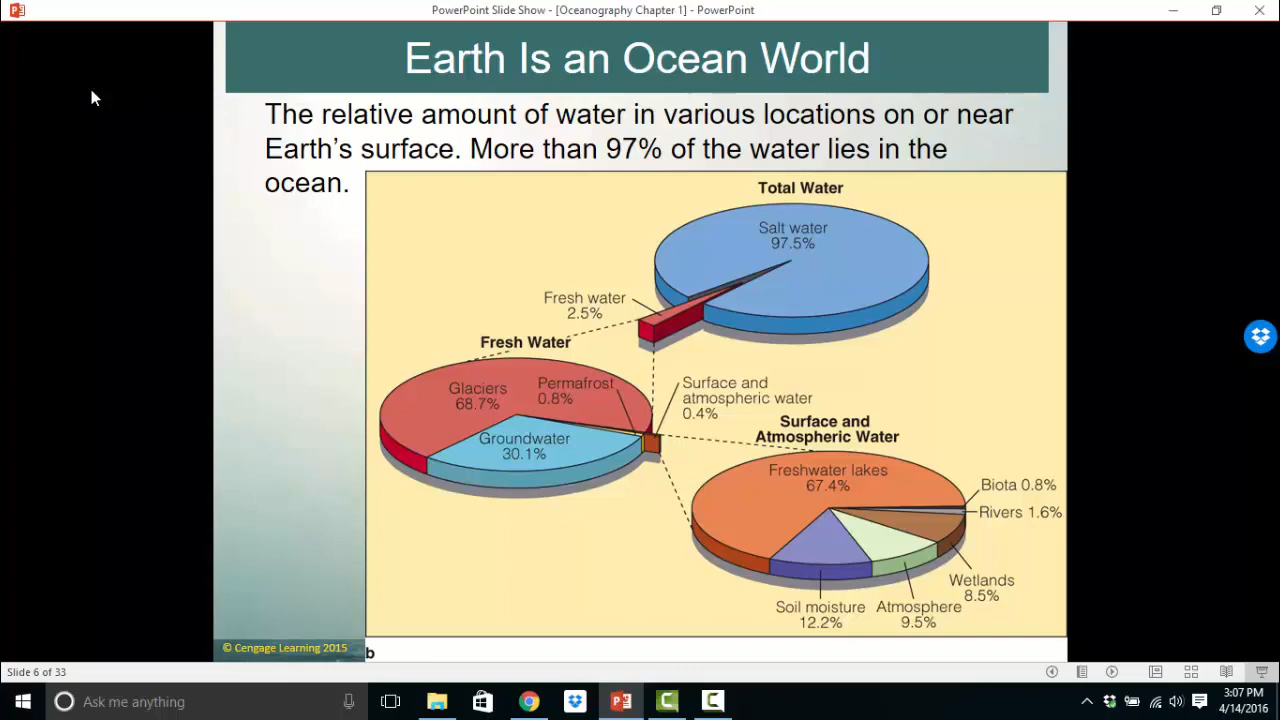 PowerPoint Slide Show - [Oceanography Chapter 1] - PowerPoint
Earth Is an Ocean World
The relative amount of water in various locations on or near
Earth's surface. More than 97% of the water lies in the
ocean.
Total Water
Salt water
97.5%
Fresh water
2.5%
Fresh Water
Glaciers
68.7%
Permafrost
0.8%
Groundwater
30.1%
Surface and
atmospheric water
0.4%
Surface and
Atmospheric Water
Freshwater lakes
67.4%
Biota 0.8%
Rivers 1.6%
Wetlands
8.5%
Atmosphere
9.5%
Soil moisture
12.2%
© Cengage Learning 2015
b
Slide 6 of 33
Ask me anything
3:07 PM
4/14/2016